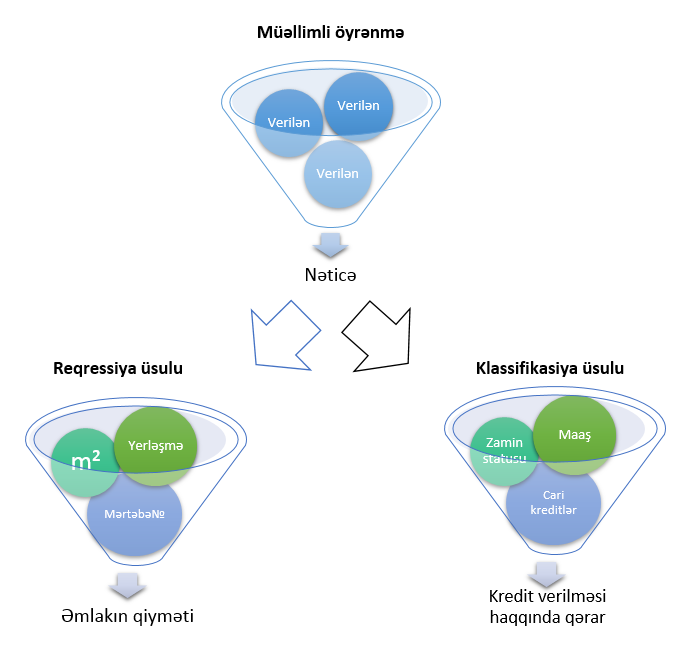 Müəllimli öyrənmə
Verilən
Verilən
Verilən
Nəticə
Reqressiya üsulu
m²
Yerləşmə
Mərtəbə№
Əmlakın qiyməti
Klassifikasiya üsulu
Zamin
statusu
Maaş
Cari
kreditlər
Kredit verilməsi
haqqında qərar